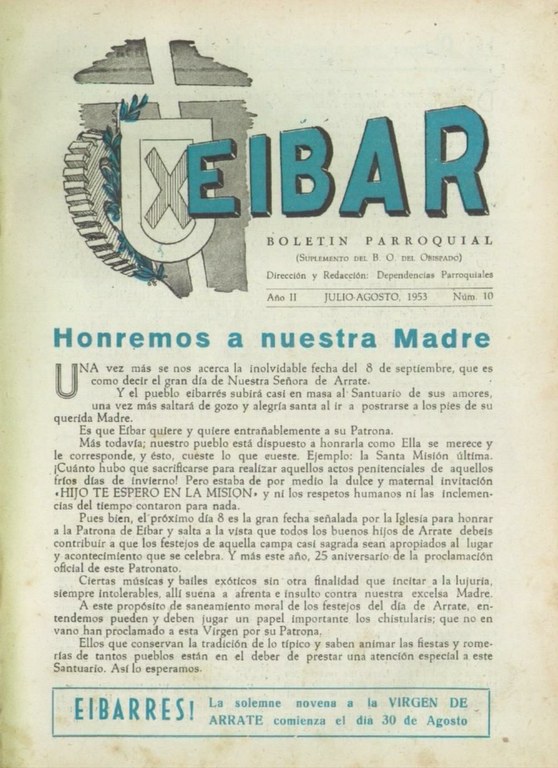 EIBAR
BOLETIN PARROQUIAL
(SUPLEMENTO DEL B. O. DEL OBISPADO)
Dirección y Redacción: Dependencias Parroquiales
Año II JULIO-AGOSTO, 1953 Núm. 10
Honremos a nuestra Madre
UNA vez más se nos acerca la inolvidable fecha del 8 de septiembre, que es
como decir el gran día de Nuestra Señora de Arrate.
Y el pueblo eibarrés subirá casi en masa al Santuario de sus amores,
una vez más saltará de gozo y alegría santa al ir a postrarse a los pies de su
querida Madre.
Es que Eíbar quiere y quiere entrañablemente a su Patrona.
Más todavía; nuestro pueblo está dispuesto a honrarla como Ella se merece y
le corresponde, y ésto, cueste lo que cueste. Ejemplo: la Santa Misión última.
¡Cuánto hubo que sacrificarse para realizar aquellos actos penitenciales de aquellos
fríos días de invierno! Pero estaba de por medio la dulce y maternal invitación
«HIJO TE ESPERO EN LA MISION» y ni los respetos humanos ni las inclemen-
cias del tiempo contaron para nada.
Pues bien, el próximo día 8 es la gran fecha señalada por la Iglesia para honrar
a la Patrona de Eíbar y salta a la vista que todos los buenos hijos de Arrate debeis
contribuir a que los festejos de aquella campa casi sagrada sean apropiados al lugar
y acontecimiento que se celebra. Y más este año, 25 aniversario de la proclamación
oficial de este Patronato.
Ciertas músicas y bailes exóticos sin otra finalidad que incitar a la lujuria,
siempre intolerables, allí suena a afrenta e insulto contra nuestra excelsa Madre.
A este propósito de saneamiento moral de los festejos del día de Arrate, en-
tendemos pueden y deben jugar un papel importante los chistularis; que no en
vano han proclamado a esta Virgen por su Patrona.
Ellos que conservan la tradición de lo típico y saben animar las fiestas y rome-
rías de tantos pueblos están en el deber de prestar una atención especial a este
Santuario. Así lo esperamos.
EIBARRES! La solemne novena a la VIRGEN DE
ARRATE comienza el día 30 de Agosto